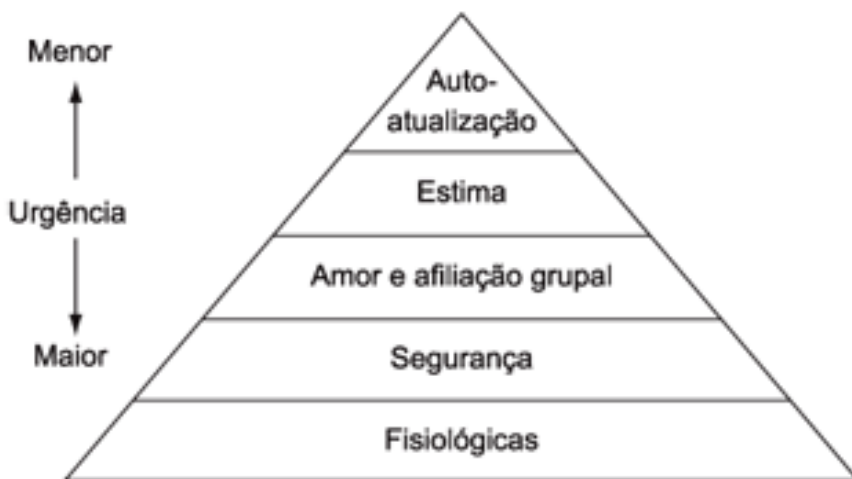 Menor
Urgência
Maior
Auto-
atualização
Estima
Amor e afiliação grupal
Segurança
Fisiológicas